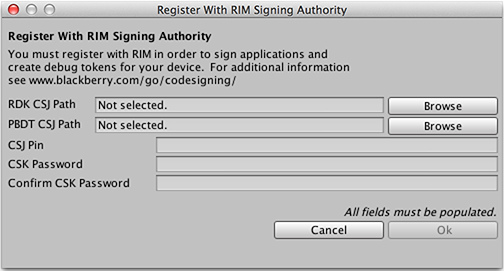 Register With RIM Signing Authority
Register With RIM Signing Authority
You must register with RIM in order to sign applications and
create debug tokens for your device. For additional information
see www.blackberry.com/go/codesigning/
RDK CSJ Path Not selected. Browse
PBDT CSJ Path Not selected. Browse
CSJ Pin
CSK Password
Confirm CSK Password
All fields must be populated.
Cancel Ok